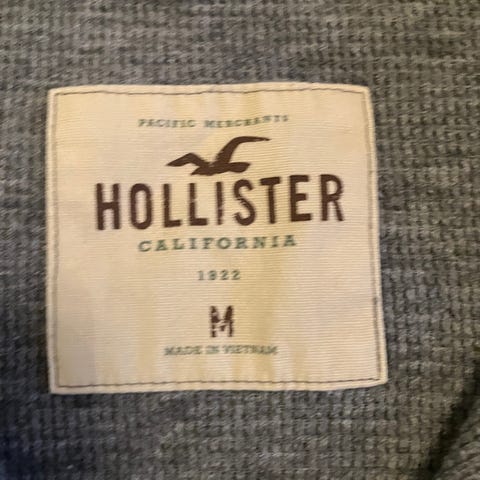 PACIFIC MERCHANTS
HOLLISTER
CALIFORNIA
1922
M
MADE IN VIETNAM